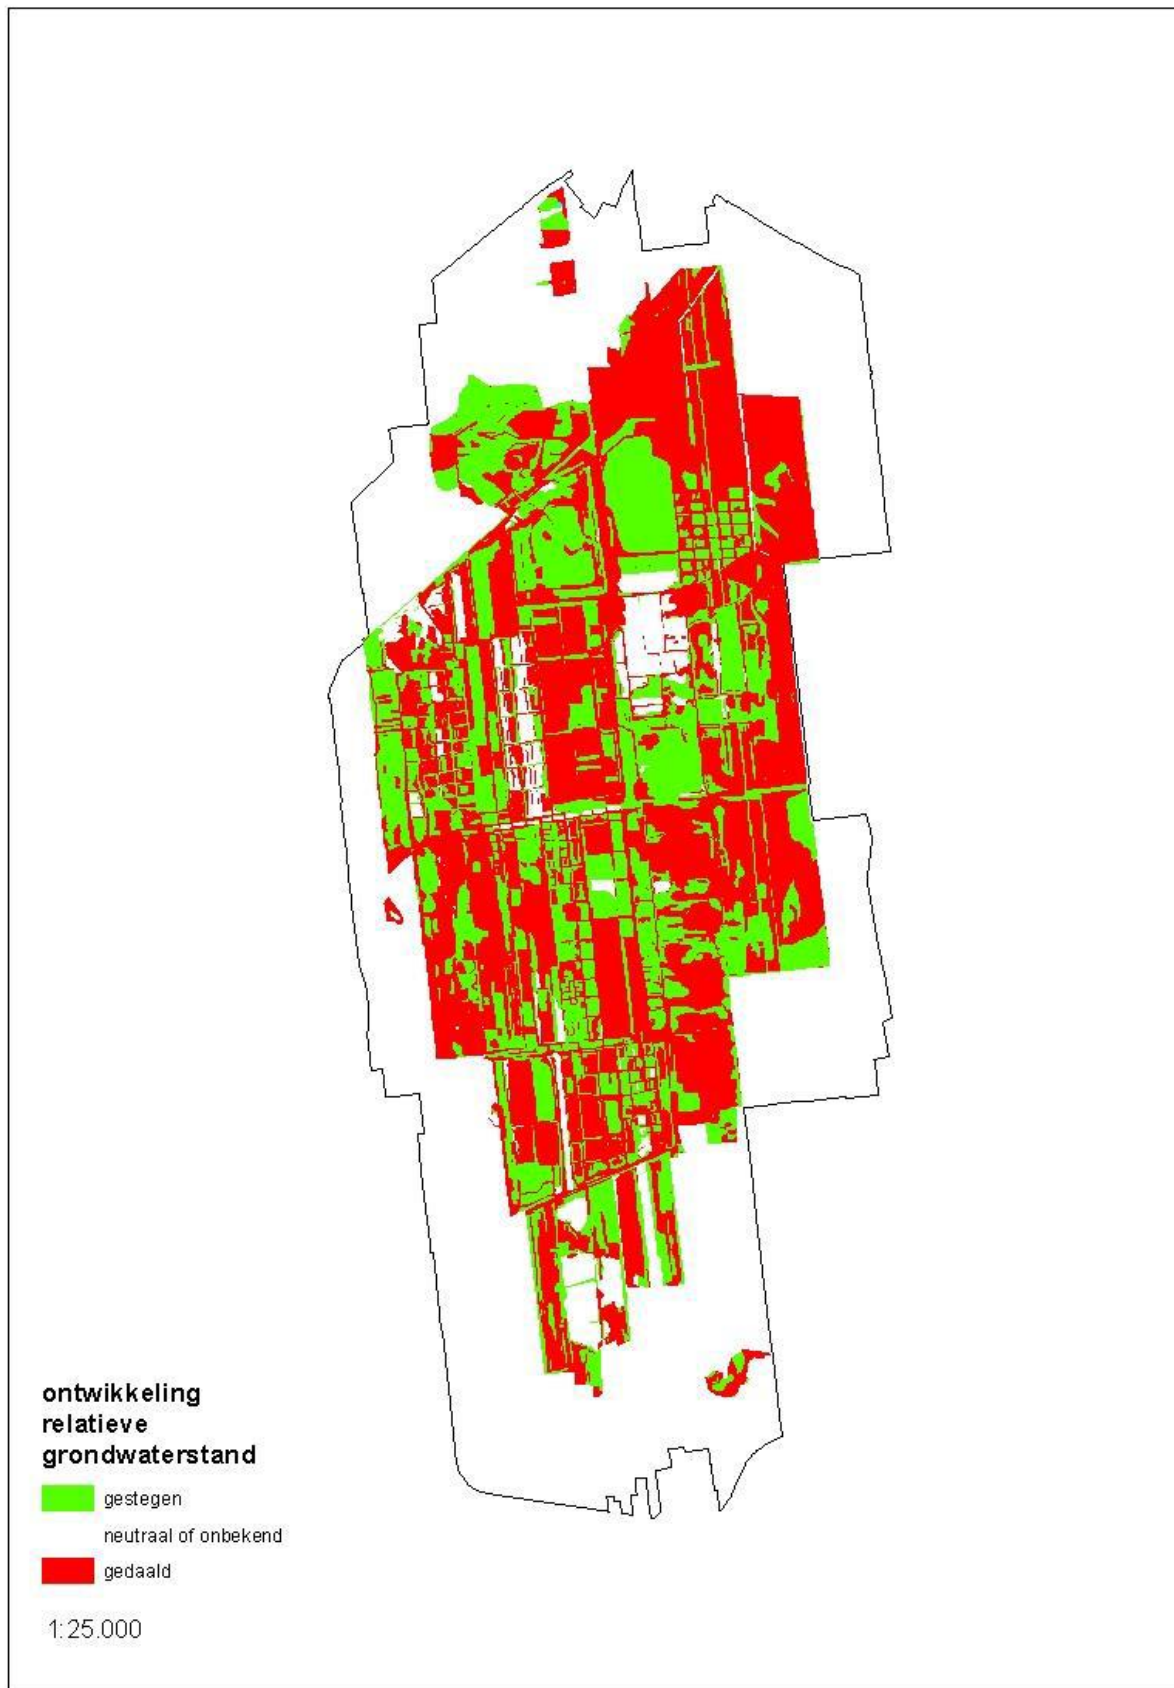 ontwikkeling
relatieve
grondwaterstand
gestegen
neutraal of onbekend
gedaald
1:25.000